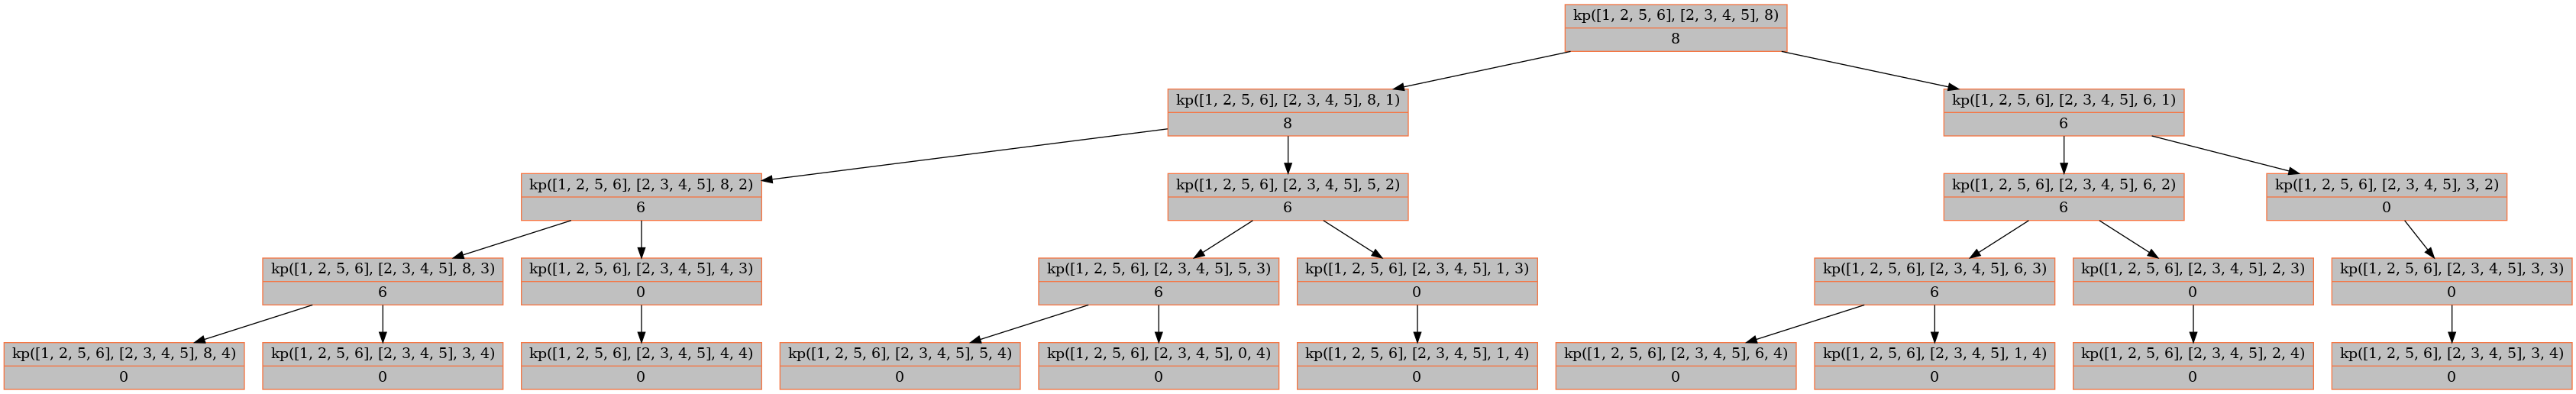 kp([1, 2, 5, 6], [2, 3, 4, 5], 8)
8
kp([1, 2, 5, 6], [2, 3, 4, 5], 8, 1)
8
kp([1, 2, 5, 6], [2, 3, 4, 5], 6, 1)
6
kp([1, 2, 5, 6], [2, 3, 4, 5], 8, 2)
6
kp([1, 2, 5, 6], [2, 3, 4, 5], 5, 2)
6
kp([1, 2, 5, 6], [2, 3, 4, 5], 6, 2)
6
kp([1, 2, 5, 6], [2, 3, 4, 5], 3, 2)
0
kp([1, 2, 5, 6], [2, 3, 4, 5], 8, 3)
6
kp([1, 2, 5, 6], [2, 3, 4, 5], 4, 3)
0
kp([1, 2, 5, 6], [2, 3, 4, 5], 5, 3)
6
kp([1, 2, 5, 6], [2, 3, 4, 5], 1, 3)
0
kp([1, 2, 5, 6], [2, 3, 4, 5], 6, 3)
6
kp([1, 2, 5, 6], [2, 3, 4, 5], 2, 3)
0
kp([1, 2, 5, 6], [2, 3, 4, 5], 3, 3)
0
kp([1, 2, 5, 6], [2, 3, 4, 5], 8, 4)
0
kp([1, 2, 5, 6], [2, 3, 4, 5], 3, 4)
0
kp([1, 2, 5, 6], [2, 3, 4, 5], 4, 4)
0
kp([1, 2, 5, 6], [2, 3, 4, 5], 5, 4)
0
kp([1, 2, 5, 6], [2, 3, 4, 5], 0, 4)
0
kp([1, 2, 5, 6], [2, 3, 4, 5], 1, 4)
0
kp([1, 2, 5, 6], [2, 3, 4, 5], 6, 4)
0
kp([1, 2, 5, 6], [2, 3, 4, 5], 1, 4)
0
kp([1, 2, 5, 6], [2, 3, 4, 5], 2, 4)
0
kp([1, 2, 5, 6], [2, 3, 4, 5], 3, 4)
0